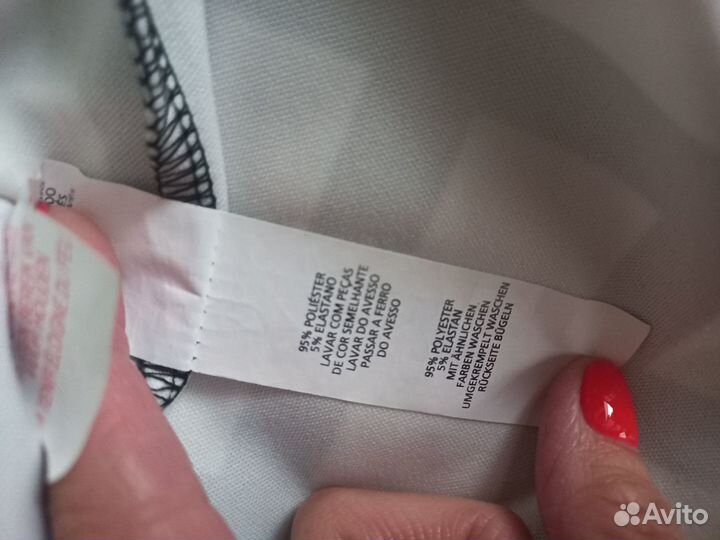 95% POLIÉSTER
5% ELASTANO
LAVAR COM PEÇAS
DE COR SEMELHANTE
LAVAR DO AVESSO
PASSAR A FERRO
DO AVESSO
95% POLYESTER
5% ELASTAN
MIT ÄHNLICHEN
FARBEN WASCHEN
UMGEKREMPELT WASCHEN
RÜCKSEITE BÜGELN
Avito